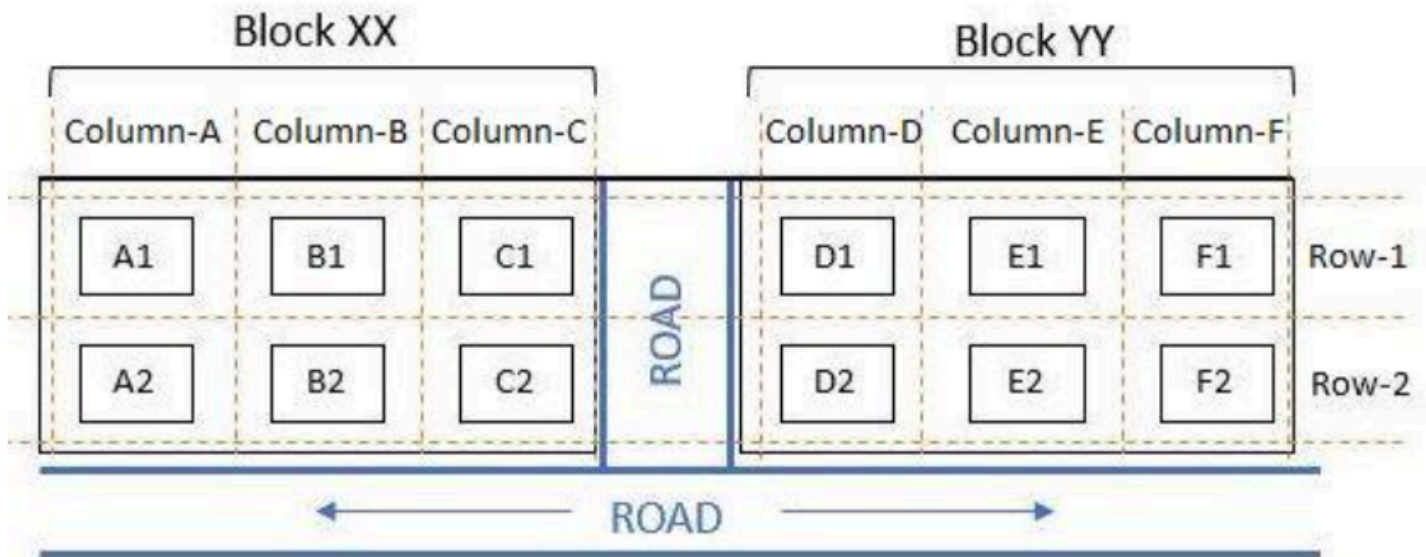 Block XX Block YY
Column-A Column-B Column-C Column-D Column-E Column-F
A1 B1 C1 D1 E1 F1 Row-1
ROAD
A2 B2 C2 D2 E2 F2 Row-2
ROAD